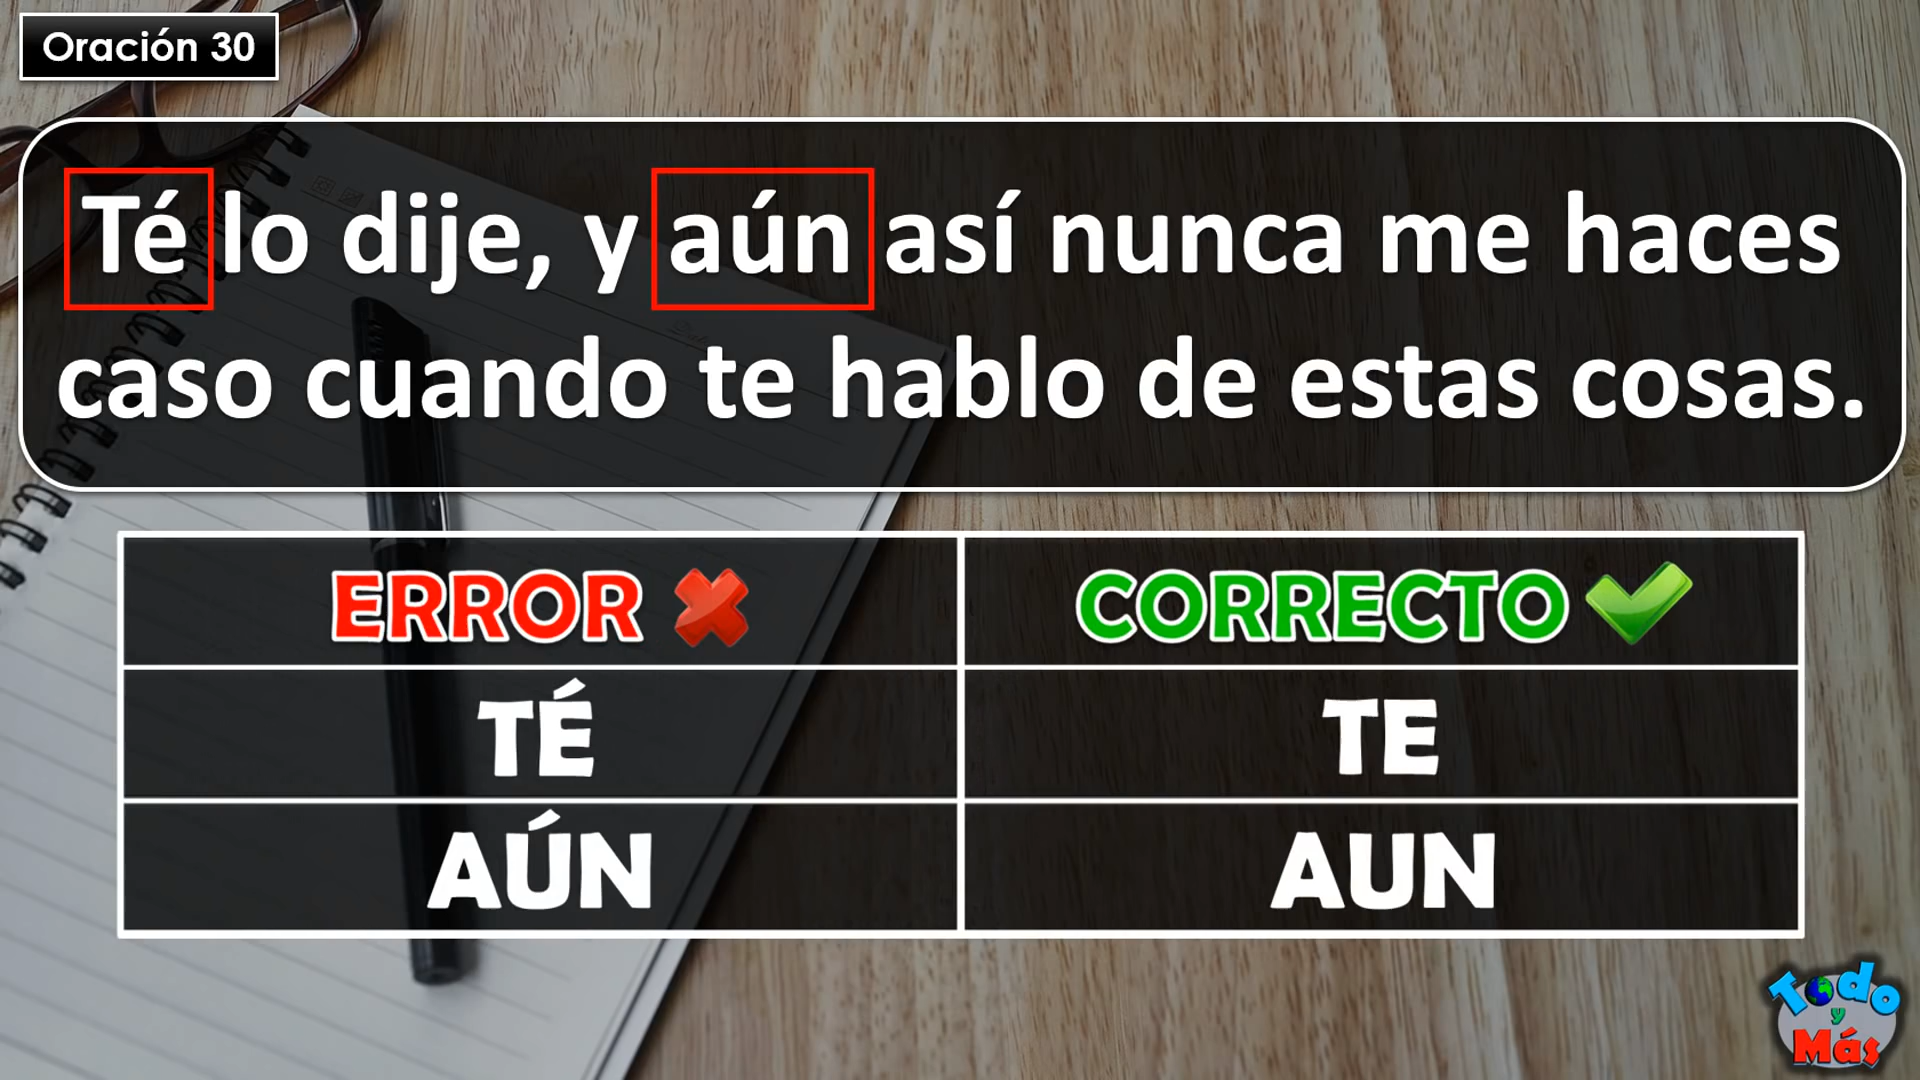 Oración 30
Té lo dije, y aún así nunca me haces
caso cuando te hablo de estas cosas.
ERROR CORRECTO
TÉ TE
AÚN AUN
Todo
y
Más